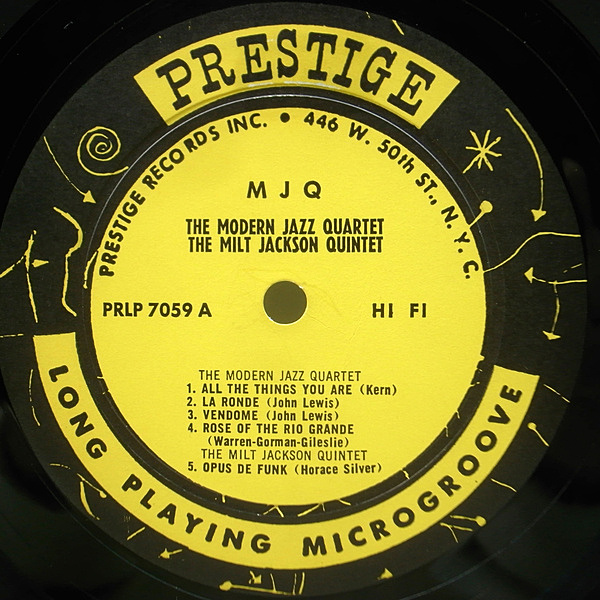 PRESTIGE
PRESTIGE RECORDS INC. • 446 W. 50th ST., N.Y.C.
M J Q
THE MODERN JAZZ QUARTET
THE MILT JACKSON QUINTET
PRLP 7059 A
HI FI
THE MODERN JAZZ QUARTET
1. ALL THE THINGS YOU ARE (Kern)
2. LA RONDE (John Lewis)
3. VENDOME (John Lewis)
4. ROSE OF THE RIO GRANDE
(Warren-Gorman-Gileslie)
THE MILT JACKSON QUINTET
5. OPUS DE FUNK (Horace Silver)
LONG PLAYING MICROGROOVE